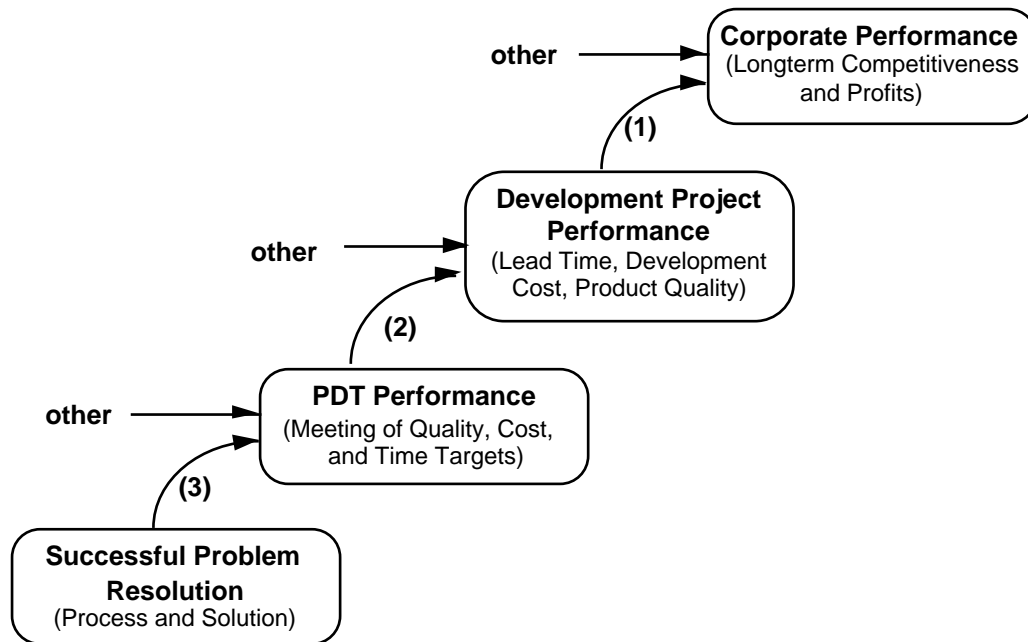 Corporate Performance
(Longterm Competitiveness
and Profits)
other
(1)
Development Project
Performance
(Lead Time, Development
Cost, Product Quality)
other
(2)
PDT Performance
(Meeting of Quality, Cost,
and Time Targets)
other
(3)
Successful Problem
Resolution
(Process and Solution)